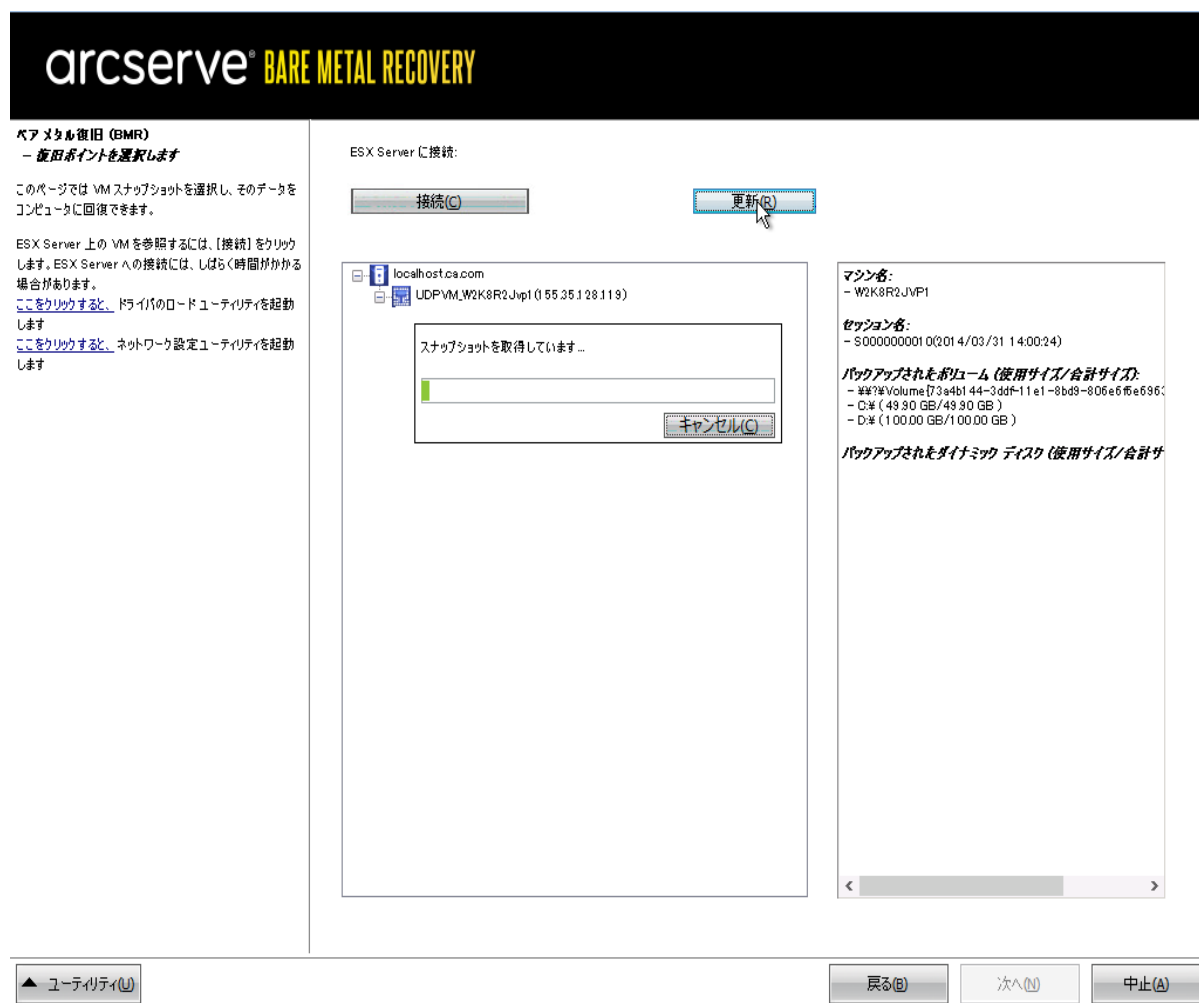 arcserve® BARE METAL RECOVERY
ベア メタル復旧 (BMR)
- 復旧ポイントを選択します
このページでは VM スナップショットを選択し、そのデータを
コンピュータに回復できます。
ESX Server 上の VM を参照するには、[接続] をクリック
します。ESX Server への接続には、しばらく時間がかかる
場合があります。
ここをクリックすると、ドライバのロード ユーティリティを起動
します
ここをクリックすると、ネットワーク設定ユーティリティを起動
します
ESX Server に接続:
接続(C)
更新(R)
localhost.ca.com
UDPVM_W2K8R2Jvp1(155.35.128.119)
スナップショットを取得しています...
キャンセル(C)
マシン名:
- W2K8R2JVP1
セッション名:
- S0000000010(2014/03/31 14:00:24)
バックアップされたボリューム (使用サイズ/合計サイズ):
- ¥¥?¥Volume{73a4b144-3ddf-11e1-8bd9-806e6f6e6963
- C:¥ ( 49.90 GB/49.90 GB )
- D:¥ ( 100.00 GB/100.00 GB )
バックアップされたダイナミック ディスク (使用サイズ/合計サ
▲ ユーティリティ(U)
戻る(B)
次へ(N)
中止(A)